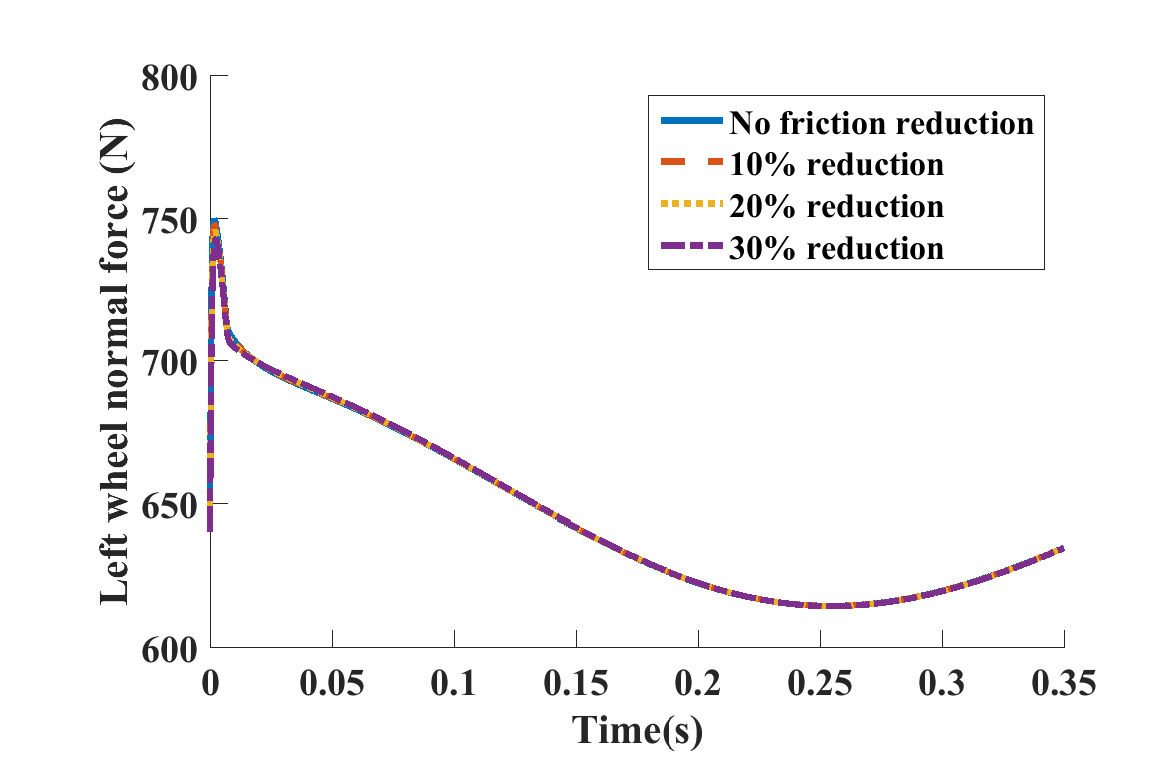 800
750
700
650
600
Left wheel normal force (N)
No friction reduction
10% reduction
20% reduction
30% reduction
0
0.05
0.1
0.15
0.2
0.25
0.3
0.35
Time(s)